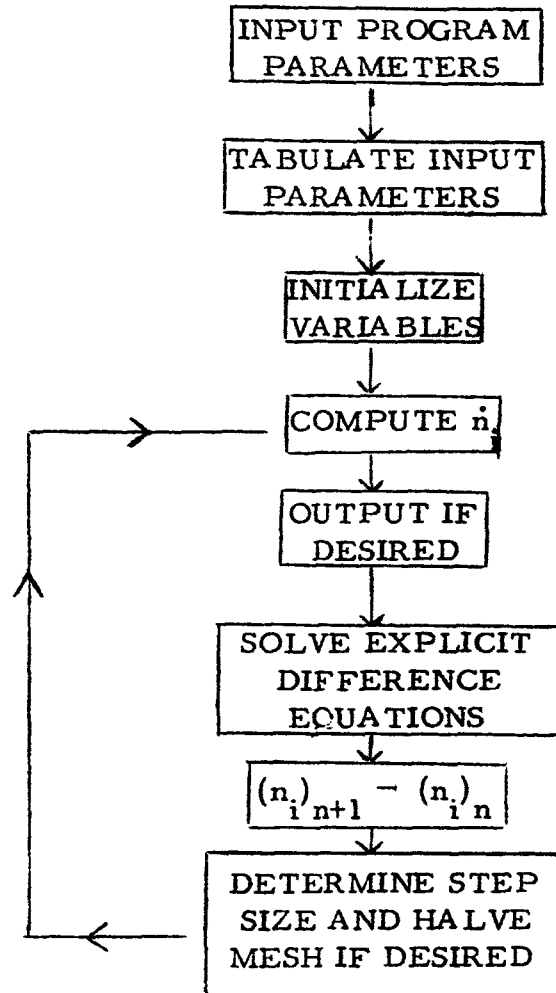 INPUT PROGRAM
PARAMETERS
TABULATE INPUT
PARAMETERS
INITIALIZE
VARIABLES
COMPUTE ṅᵢ
OUTPUT IF
DESIRED
SOLVE EXPLICIT
DIFFERENCE
EQUATIONS
(nᵢ)ₙ₊₁ - (nᵢ)ₙ
DETERMINE STEP
SIZE AND HALVE
MESH IF DESIRED